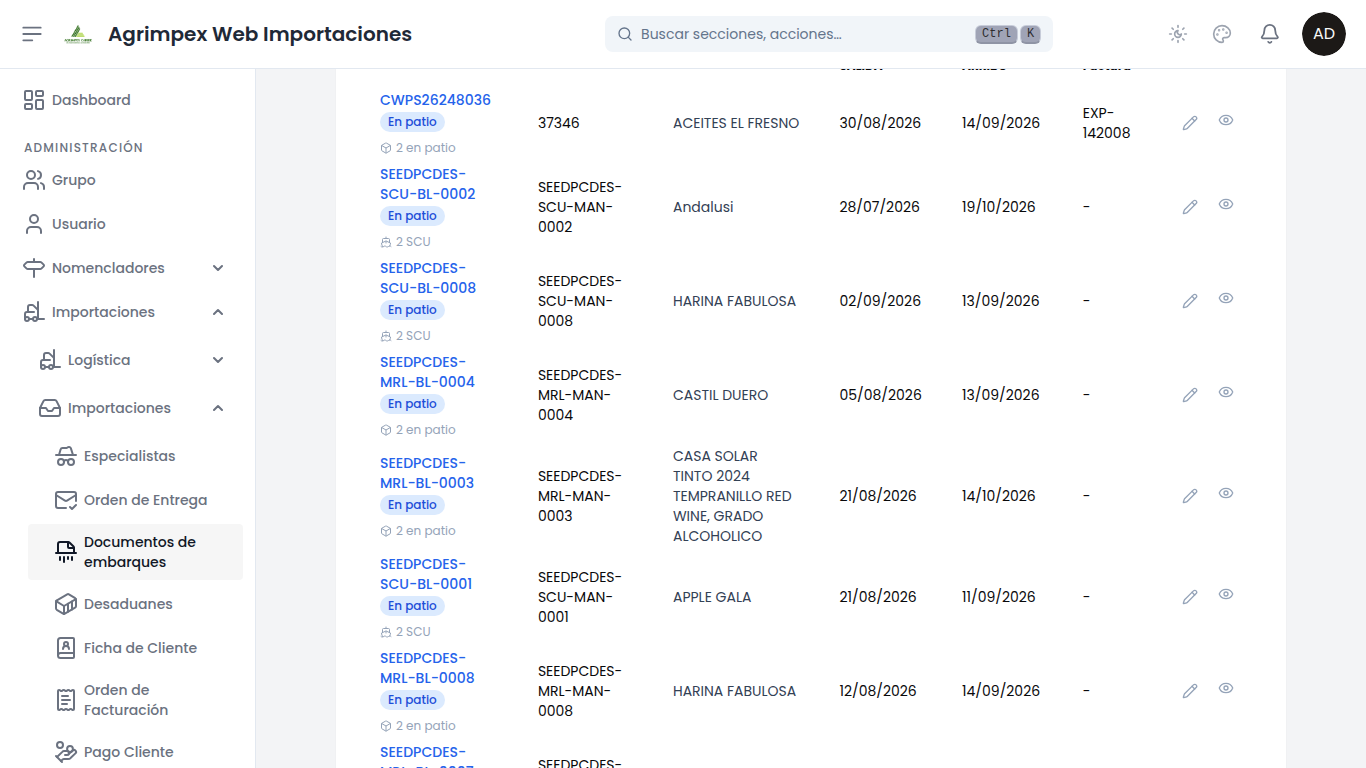 Agrimpex Web Importaciones
Buscar secciones, acciones...
Ctrl
K
AD
Dashboard
ADMINISTRACIÓN
Grupo
Usuario
Nomencladores
Importaciones
Logística
Importaciones
Especialistas
Orden de Entrega
Documentos de
embarques
Desaduanes
Ficha de Cliente
Orden de
Facturación
Pago Cliente
CWPS26248036
En patio
2 en patio
37346
ACEITES EL FRESNO
30/08/2026
14/09/2026
EXP-
142008
SEEDPCDES-
SCU-BL-0002
En patio
2 SCU
SEEDPCDES-
SCU-MAN-
0002
Andalusi
28/07/2026
19/10/2026
-
SEEDPCDES-
SCU-BL-0008
En patio
2 SCU
SEEDPCDES-
SCU-MAN-
0008
HARINA FABULOSA
02/09/2026
13/09/2026
-
SEEDPCDES-
MRL-BL-0004
En patio
2 en patio
SEEDPCDES-
MRL-MAN-
0004
CASTIL DUERO
05/08/2026
13/09/2026
-
SEEDPCDES-
MRL-BL-0003
En patio
2 en patio
SEEDPCDES-
MRL-MAN-
0003
CASA SOLAR
TINTO 2024
TEMPRANILLO RED
WINE, GRADO
ALCOHOLICO
21/08/2026
14/10/2026
-
SEEDPCDES-
SCU-BL-0001
En patio
2 SCU
SEEDPCDES-
SCU-MAN-
0001
APPLE GALA
21/08/2026
11/09/2026
-
SEEDPCDES-
MRL-BL-0008
En patio
2 en patio
SEEDPCDES-
MRL-MAN-
0008
HARINA FABULOSA
12/08/2026
14/09/2026
-
SEEDPCDES-
SEEDPCDES-